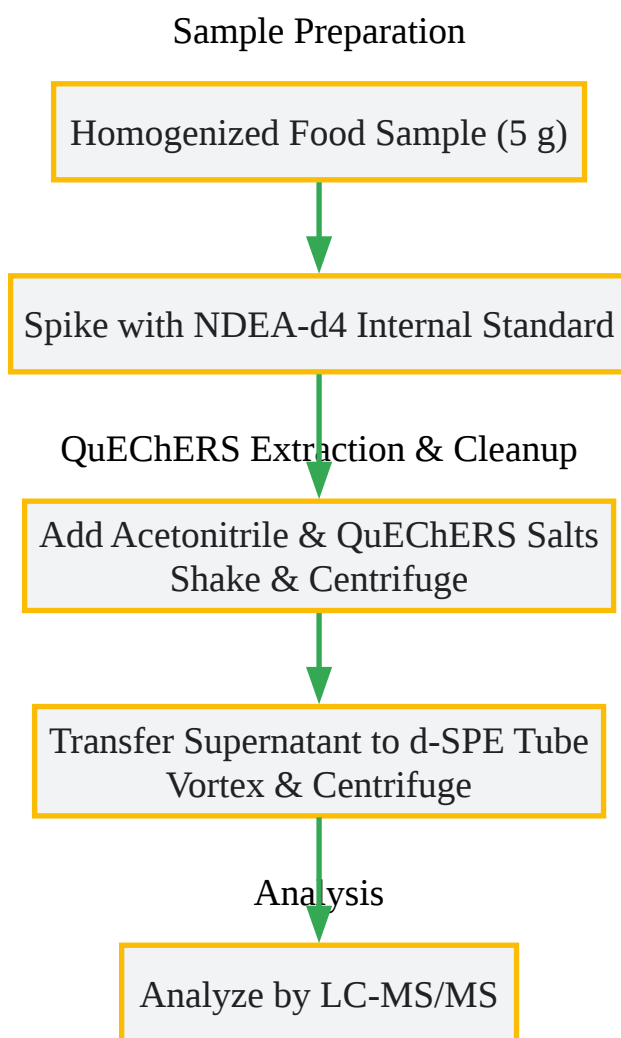 Sample Preparation
Homogenized Food Sample (5 g)
Spike with NDEA-d4 Internal Standard
QuEChERS Extraction & Cleanup
Add Acetonitrile & QuEChERS Salts
Shake & Centrifuge
Transfer Supernatant to d-SPE Tube
Vortex & Centrifuge
Analysis
Analyze by LC-MS/MS